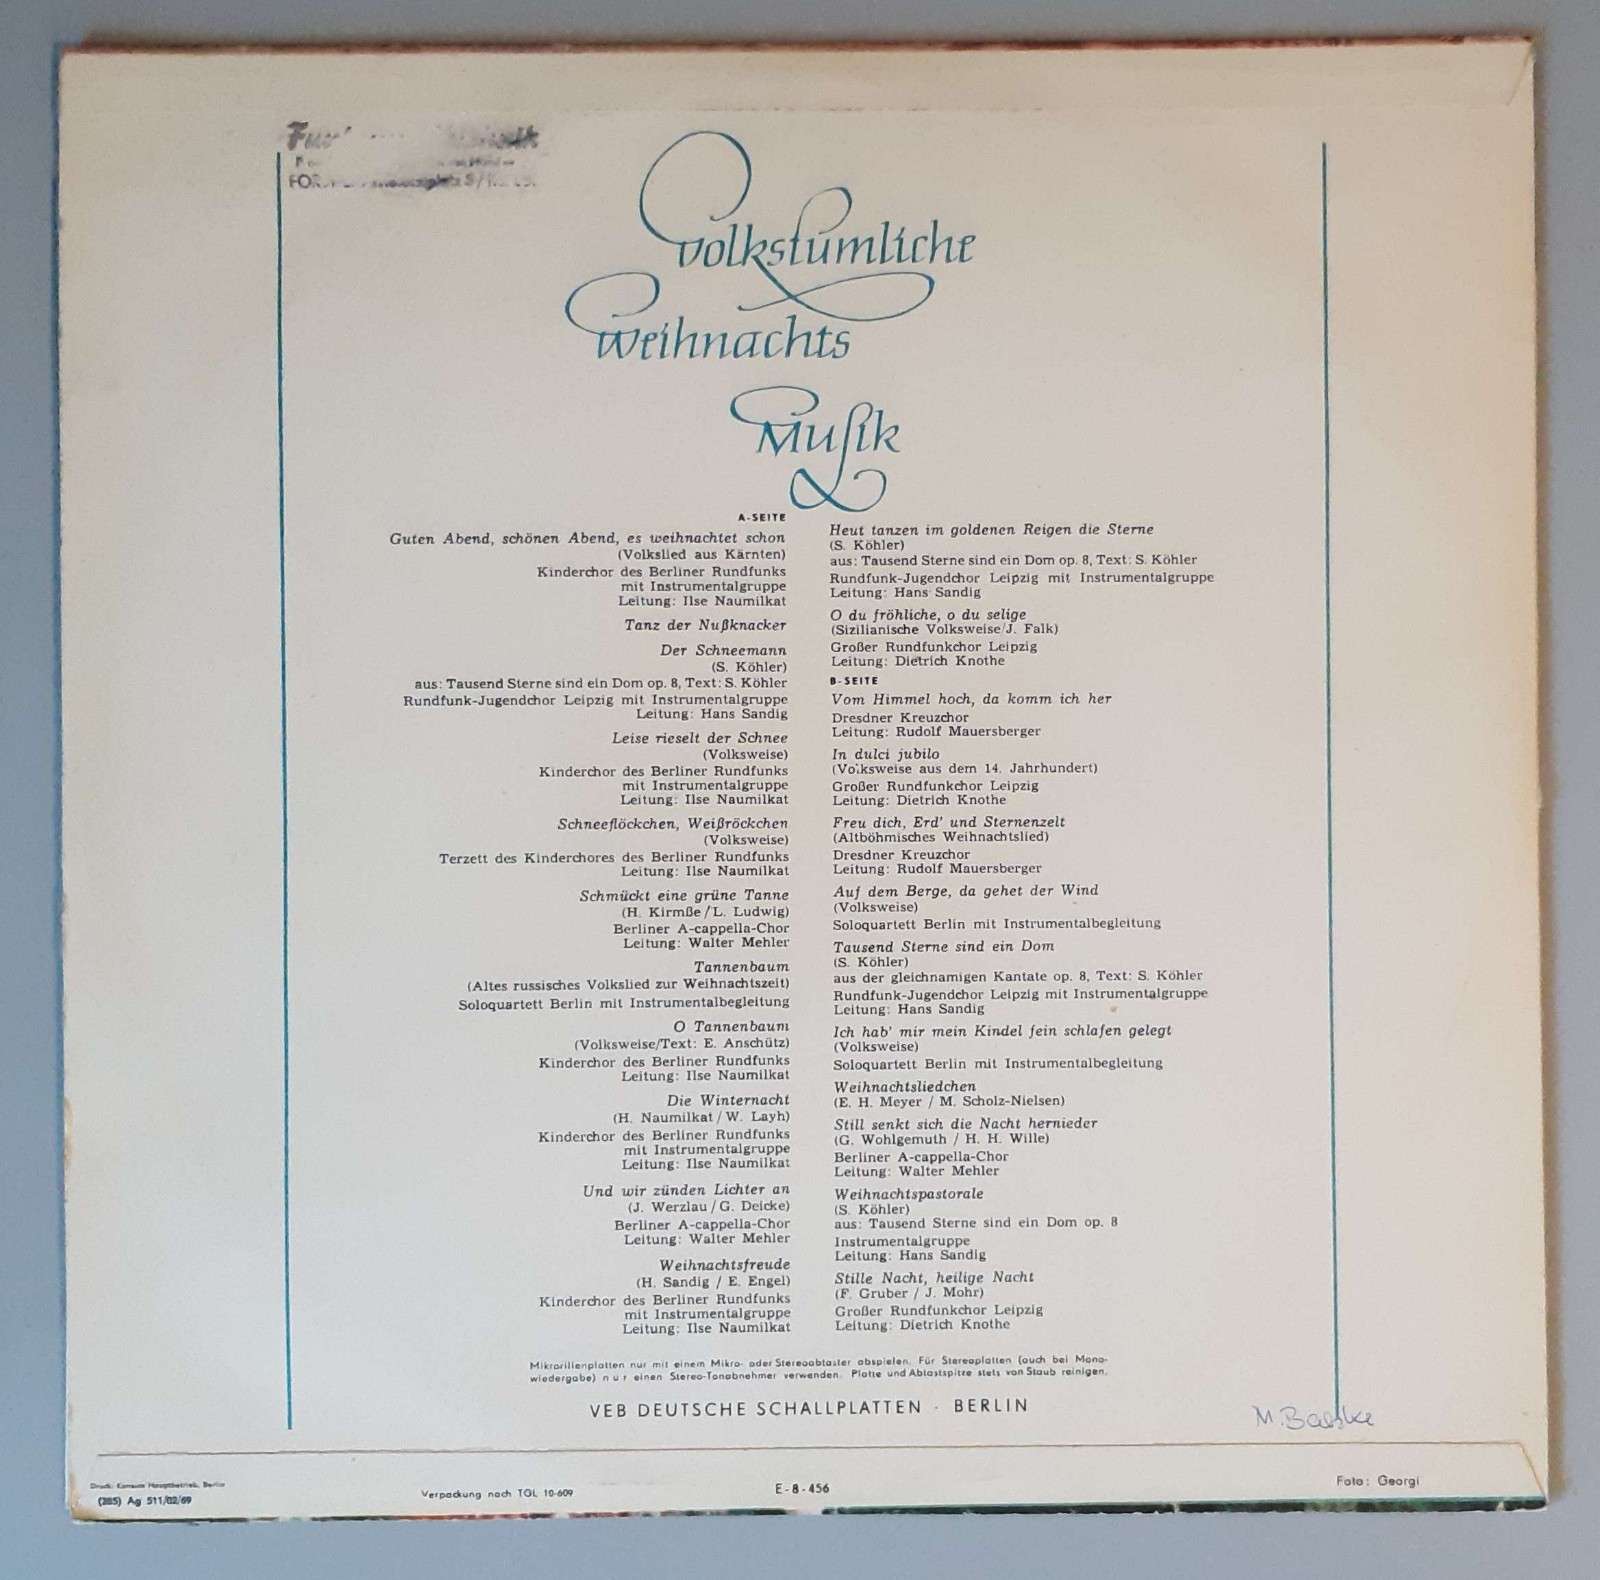 volkstümliche
weihnachts
Muſik
A-SEITE
Guten Abend, schönen Abend, es weihnachtet schon
(Volkslied aus Kärnten)
Kinderchor des Berliner Rundfunks
mit Instrumentalgruppe
Leitung: Ilse Naumilkat
Tanz der Nußknacker
Der Schneemann
(S. Köhler)
aus: Tausend Sterne sind ein Dom op. 8, Text: S. Köhler
Rundfunk-Jugendchor Leipzig mit Instrumentalgruppe
Leitung: Hans Sandig
Leise rieselt der Schnee
(Volksweise)
Kinderchor des Berliner Rundfunks
mit Instrumentalgruppe
Leitung: Ilse Naumilkat
Schneeflöckchen, Weißröckchen
(Volksweise)
Terzett des Kinderchores des Berliner Rundfunks
Leitung: Ilse Naumilkat
Schmückt eine grüne Tanne
(H. Kirmße / L. Ludwig)
Berliner A-cappella-Chor
Leitung: Walter Mehler
Tannenbaum
(Altes russisches Volkslied zur Weihnachtszeit)
Soloquartett Berlin mit Instrumentalbegleitung
O Tannenbaum
(Volksweise/Text: E. Anschütz)
Kinderchor des Berliner Rundfunks
Leitung: Ilse Naumilkat
Die Winternacht
(H. Naumilkat / W. Layh)
Kinderchor des Berliner Rundfunks
mit Instrumentalgruppe
Leitung: Ilse Naumilkat
Und wir zünden Lichter an
(J. Werzlau / G. Deicke)
Berliner A-cappella-Chor
Leitung: Walter Mehler
Weihnachtsfreude
(H. Sandig / E. Engel)
Kinderchor des Berliner Rundfunks
mit Instrumentalgruppe
Leitung: Ilse Naumilkat
Heut tanzen im goldenen Reigen die Sterne
(S. Köhler)
aus: Tausend Sterne sind ein Dom op. 8, Text: S. Köhler
Rundfunk-Jugendchor Leipzig mit Instrumentalgruppe
Leitung: Hans Sandig
O du fröhliche, o du selige
(Sizilianische Volksweise/J. Falk)
Großer Rundfunkchor Leipzig
Leitung: Dietrich Knothe
B-SEITE
Vom Himmel hoch, da komm ich her
Dresdner Kreuzchor
Leitung: Rudolf Mauersberger
In dulci jubilo
(Volksweise aus dem 14. Jahrhundert)
Großer Rundfunkchor Leipzig
Leitung: Dietrich Knothe
Freu dich, Erd' und Sternenzelt
(Altböhmisches Weihnachtslied)
Dresdner Kreuzchor
Leitung: Rudolf Mauersberger
Auf dem Berge, da gehet der Wind
(Volksweise)
Soloquartett Berlin mit Instrumentalbegleitung
Tausend Sterne sind ein Dom
(S. Köhler)
aus der gleichnamigen Kantate op. 8, Text: S. Köhler
Rundfunk-Jugendchor Leipzig mit Instrumentalgruppe
Leitung: Hans Sandig
Ich hab' mir mein Kindel fein schlafen gelegt
(Volksweise)
Soloquartett Berlin mit Instrumentalbegleitung
Weihnachtsliedchen
(E. H. Meyer / M. Scholz-Nielsen)
Still senkt sich die Nacht hernieder
(G. Wohlgemuth / H. H. Wille)
Berliner A-cappella-Chor
Leitung: Walter Mehler
Weihnachtspastorale
(S. Köhler)
aus: Tausend Sterne sind ein Dom op. 8
Instrumentalgruppe
Leitung: Hans Sandig
Stille Nacht, heilige Nacht
(F. Gruber / J. Mohr)
Großer Rundfunkchor Leipzig
Leitung: Dietrich Knothe
Mikrorillenplatten nur mit einem Mikro- oder Stereoabtaster abspielen. Für Stereoplatten (auch bei Mono-
wiedergabe) nur einen Stereo-Tonabnehmer verwenden. Platte und Abtastspitze stets von Staub reinigen.
VEB DEUTSCHE SCHALLPLATTEN · BERLIN
M.
Druck: Konsum Hauptbetrieb, Berlin
(285) Ag 511/02/69
Verpackung nach TGL 10-609
E-8-456
Foto: Georgi